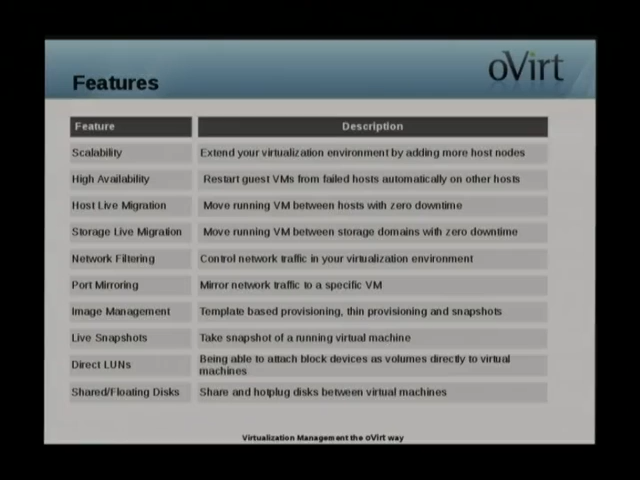 Features
oVirt
Feature Description
Scalability Extend your virtualization environment by adding more host nodes
High Availability Restart guest VMs from failed hosts automatically on other hosts
Host Live Migration Move running VM between hosts with zero downtime
Storage Live Migration Move running VM between storage domains with zero downtime
Network Filtering Control network traffic in your virtualization environment
Port Mirroring Mirror network traffic to a specific VM
Image Management Template based provisioning, thin provisioning and snapshots
Live Snapshots Take snapshot of a running virtual machine
Direct LUNs Being able to attach block devices as volumes directly to virtual
machines
Shared/Floating Disks Share and hotplug disks between virtual machines
Virtualization Management the oVirt way